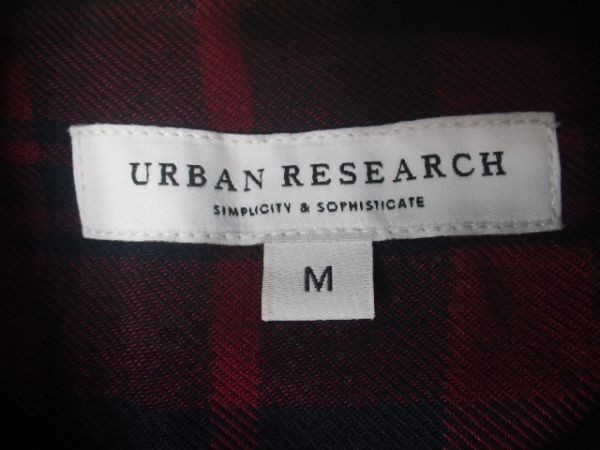 URBAN RESEARCH
SIMPLICITY & SOPHISTICATE
M